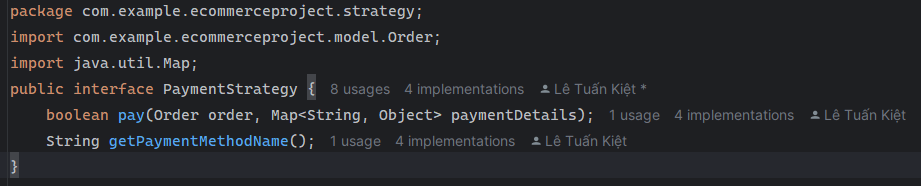 package com.example.ecommerceproject.strategy;
import com.example.ecommerceproject.model.Order;
import java.util.Map;
public interface PaymentStrategy { 8 usages 4 implementations Lê Tuấn Kiệt *
boolean pay(Order order, Map<String, Object> paymentDetails); 1 usage 4 implementations Lê Tuấn Kiệt
String getPaymentMethodName(); 1 usage 4 implementations Lê Tuấn Kiệt
}